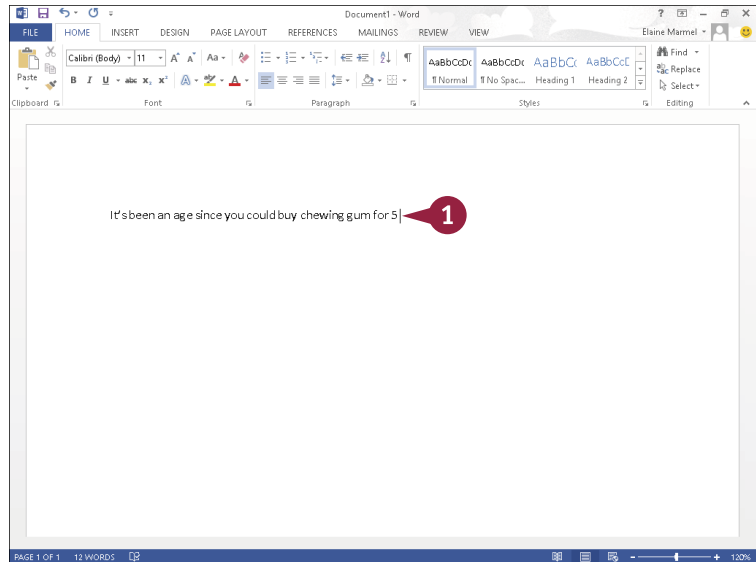 Document1 - Word
FILE HOME INSERT DESIGN PAGE LAYOUT REFERENCES MAILINGS REVIEW VIEW Elaine Marmel
Calibri (Body) 11 A A Aa AaBbCcDc AaBbCcDc AaBbCc AaBbCcD Find
Paste B I U abc X₂ X² A A ¶ Normal ¶ No Spac... Heading 1 Heading 2 Replace
Select
Clipboard Font Paragraph Styles Editing
It's been an age since you could buy chewing gum for 5
1
PAGE 1 OF 1 12 WORDS 120%